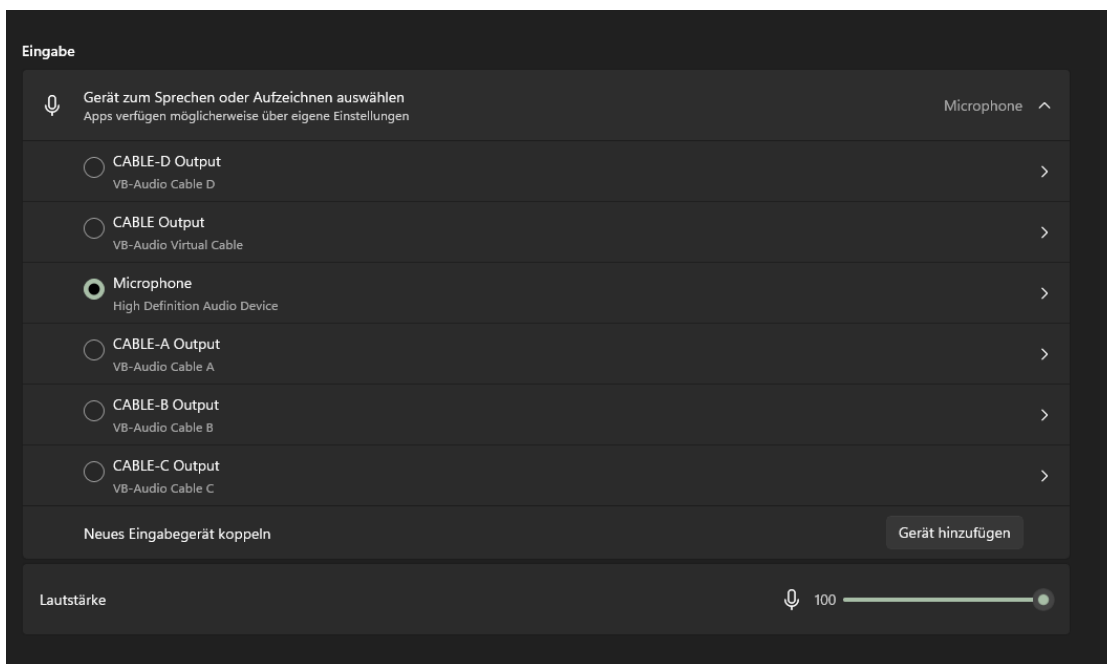 Eingabe
Gerät zum Sprechen oder Aufzeichnen auswählen
Apps verfügen möglicherweise über eigene Einstellungen
Microphone
CABLE-D Output
VB-Audio Cable D
CABLE Output
VB-Audio Virtual Cable
Microphone
High Definition Audio Device
CABLE-A Output
VB-Audio Cable A
CABLE-B Output
VB-Audio Cable B
CABLE-C Output
VB-Audio Cable C
Neues Eingabegerät koppeln
Gerät hinzufügen
Lautstärke
100